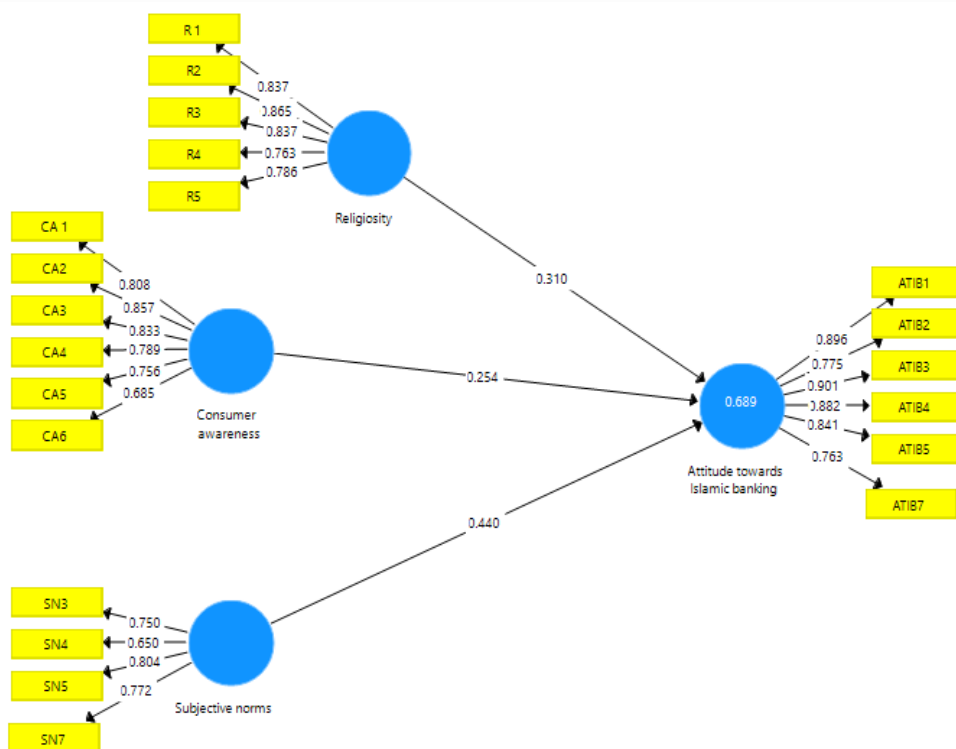 R 1
R2
R3
R4
R5
0.837
0.865
0.837
0.763
0.786
Religiosity
CA 1
CA2
CA3
CA4
CA5
CA6
0.808
0.857
0.833
0.789
0.756
0.685
Consumer
awareness
SN3
SN4
SN5
SN7
0.750
0.650
0.804
0.772
Subjective norms
0.310
0.254
0.440
0.689
Attitude towards
Islamic banking
0.896
0.775
0.901
0.882
0.841
0.763
ATIB1
ATIB2
ATIB3
ATIB4
ATIB5
ATIB7